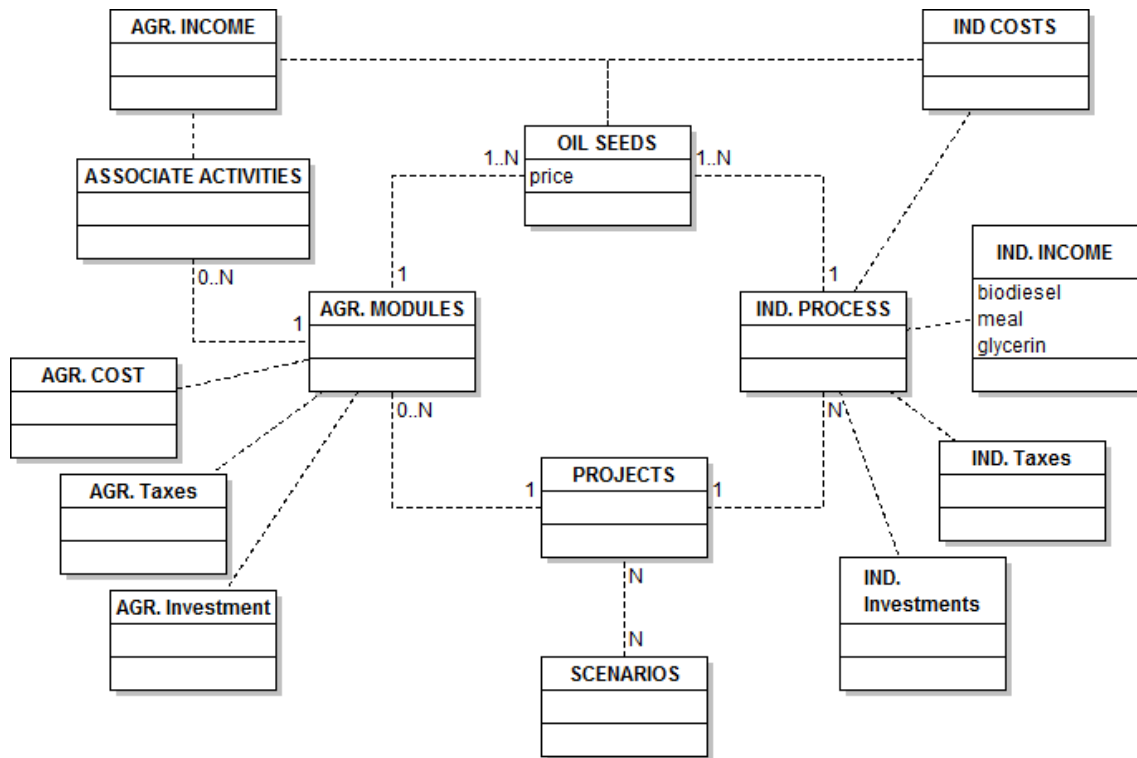 AGR. INCOME
IND COSTS
OIL SEEDS
price
1..N
1..N
ASSOCIATE ACTIVITIES
0..N
1
1
1
AGR. MODULES
IND. PROCESS
IND. INCOME
biodiesel
meal
glycerin
AGR. COST
0..N
N
AGR. Taxes
PROJECTS
1
1
IND. Taxes
AGR. Investment
IND.
Investments
N
N
SCENARIOS